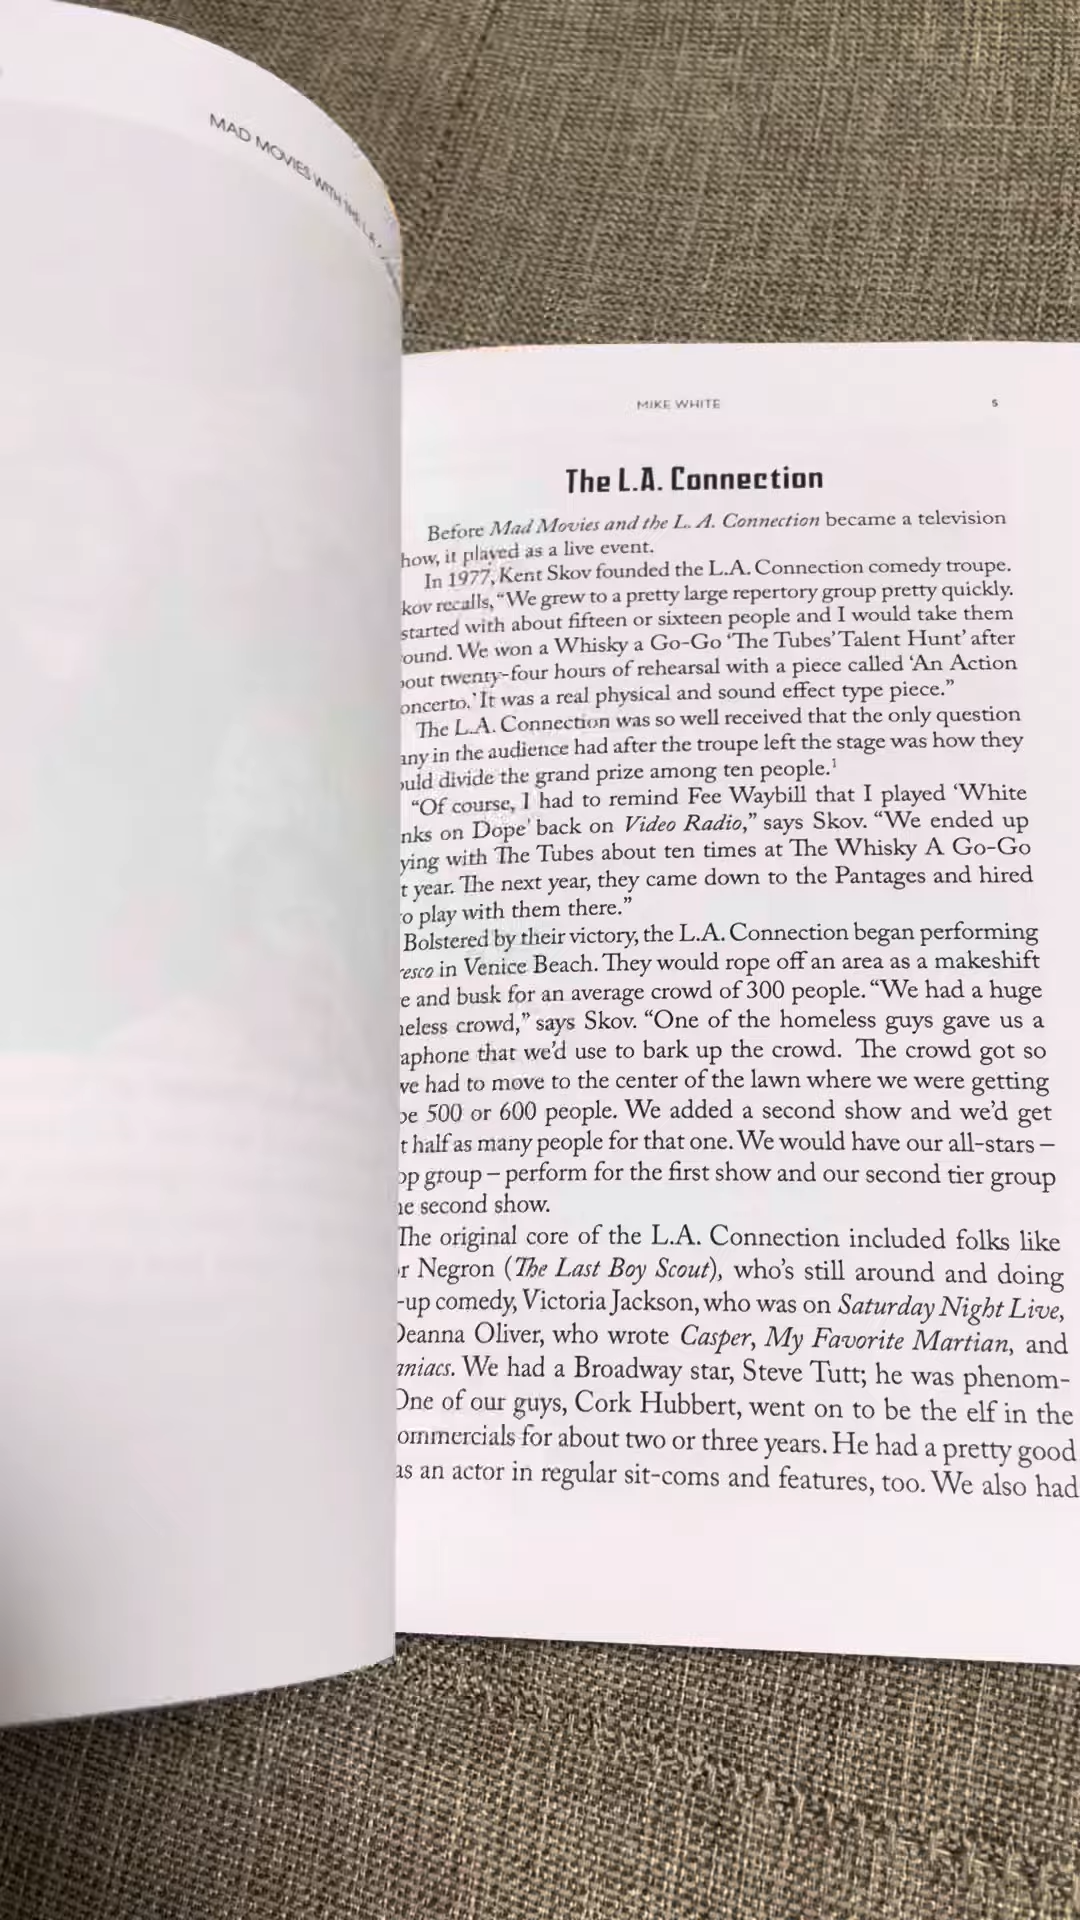 MAD MOVIES WITH THE L.A.
MIKE WHITE
5
The L.A. Connection
Before Mad Movies and the L. A. Connection became a television
how, it played as a live event.
In 1977, Kent Skov founded the L.A. Connection comedy troupe.
kov recalls, “We grew to a pretty large repertory group pretty quickly.
started with about fifteen or sixteen people and I would take them
ound. We won a Whisky a Go-Go ‘The Tubes’ Talent Hunt’ after
out twenty-four hours of rehearsal with a piece called ‘An Action
oncerto.’ It was a real physical and sound effect type piece.”
The L.A. Connection was so well received that the only question
any in the audience had after the troupe left the stage was how they
uld divide the grand prize among ten people.¹
“Of course, I had to remind Fee Waybill that I played ‘White
nks on Dope’ back on Video Radio,” says Skov. “We ended up
ying with The Tubes about ten times at The Whisky A Go-Go
t year. The next year, they came down to the Pantages and hired
o play with them there.”
Bolstered by their victory, the L.A. Connection began performing
esco in Venice Beach. They would rope off an area as a makeshift
e and busk for an average crowd of 300 people. “We had a huge
eless crowd,” says Skov. “One of the homeless guys gave us a
aphone that we’d use to bark up the crowd. The crowd got so
we had to move to the center of the lawn where we were getting
be 500 or 600 people. We added a second show and we’d get
t half as many people for that one. We would have our all-stars –
op group – perform for the first show and our second tier group
he second show.
The original core of the L.A. Connection included folks like
r Negron (The Last Boy Scout), who’s still around and doing
-up comedy, Victoria Jackson, who was on Saturday Night Live,
Deanna Oliver, who wrote Casper, My Favorite Martian, and
aniacs. We had a Broadway star, Steve Tutt; he was phenom-
One of our guys, Cork Hubbert, went on to be the elf in the
ommercials for about two or three years. He had a pretty good
as an actor in regular sit-coms and features, too. We also had